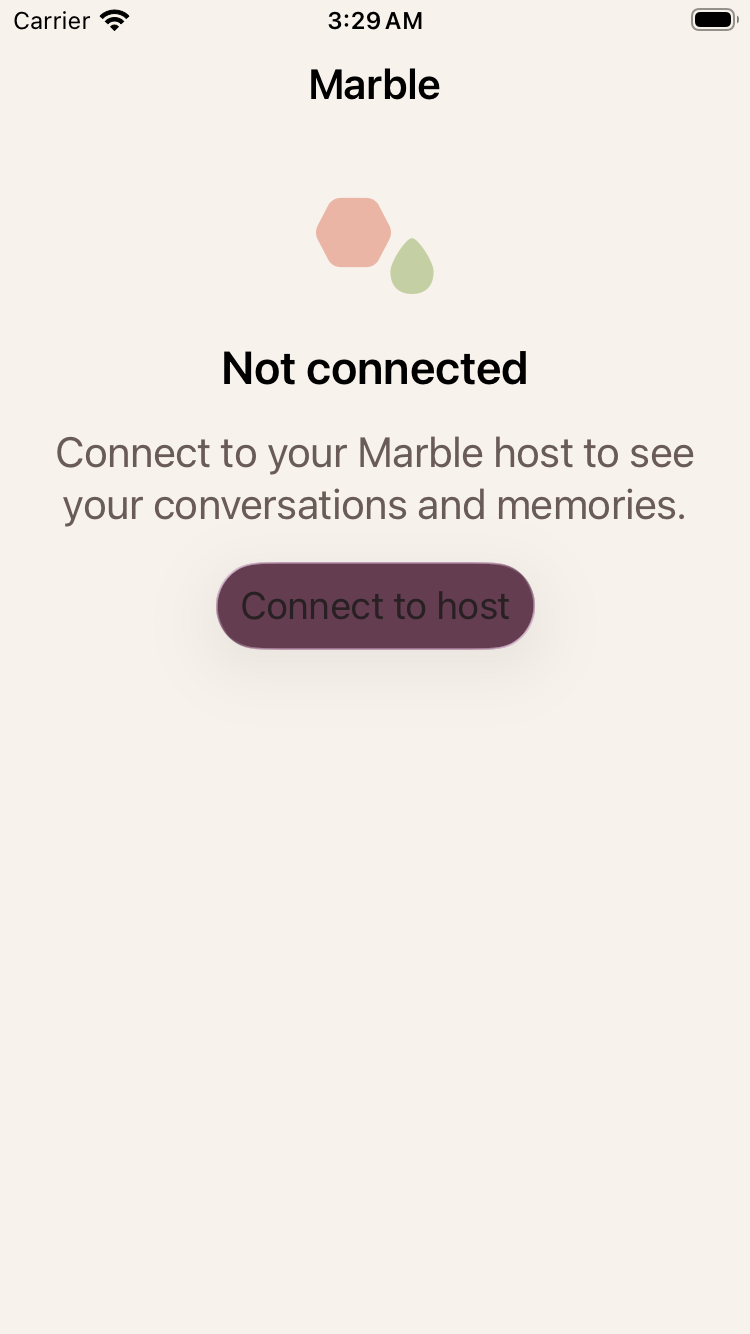 Carrier 3:29 AM
Marble
Not connected
Connect to your Marble host to see
your conversations and memories.
Connect to host